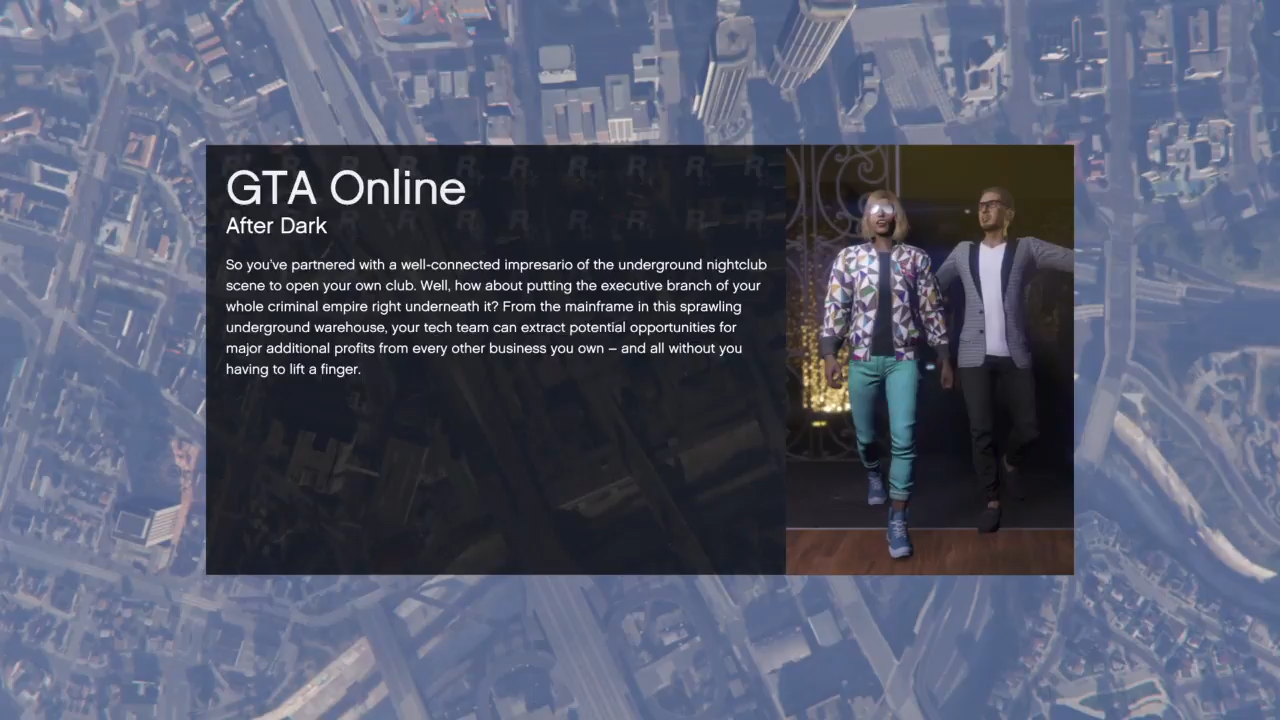 GTA Online
After Dark
So you've partnered with a well-connected impresario of the underground nightclub
scene to open your own club. Well, how about putting the executive branch of your
whole criminal empire right underneath it? From the mainframe in this sprawling
underground warehouse, your tech team can extract potential opportunities for
major additional profits from every other business you own – and all without you
having to lift a finger.